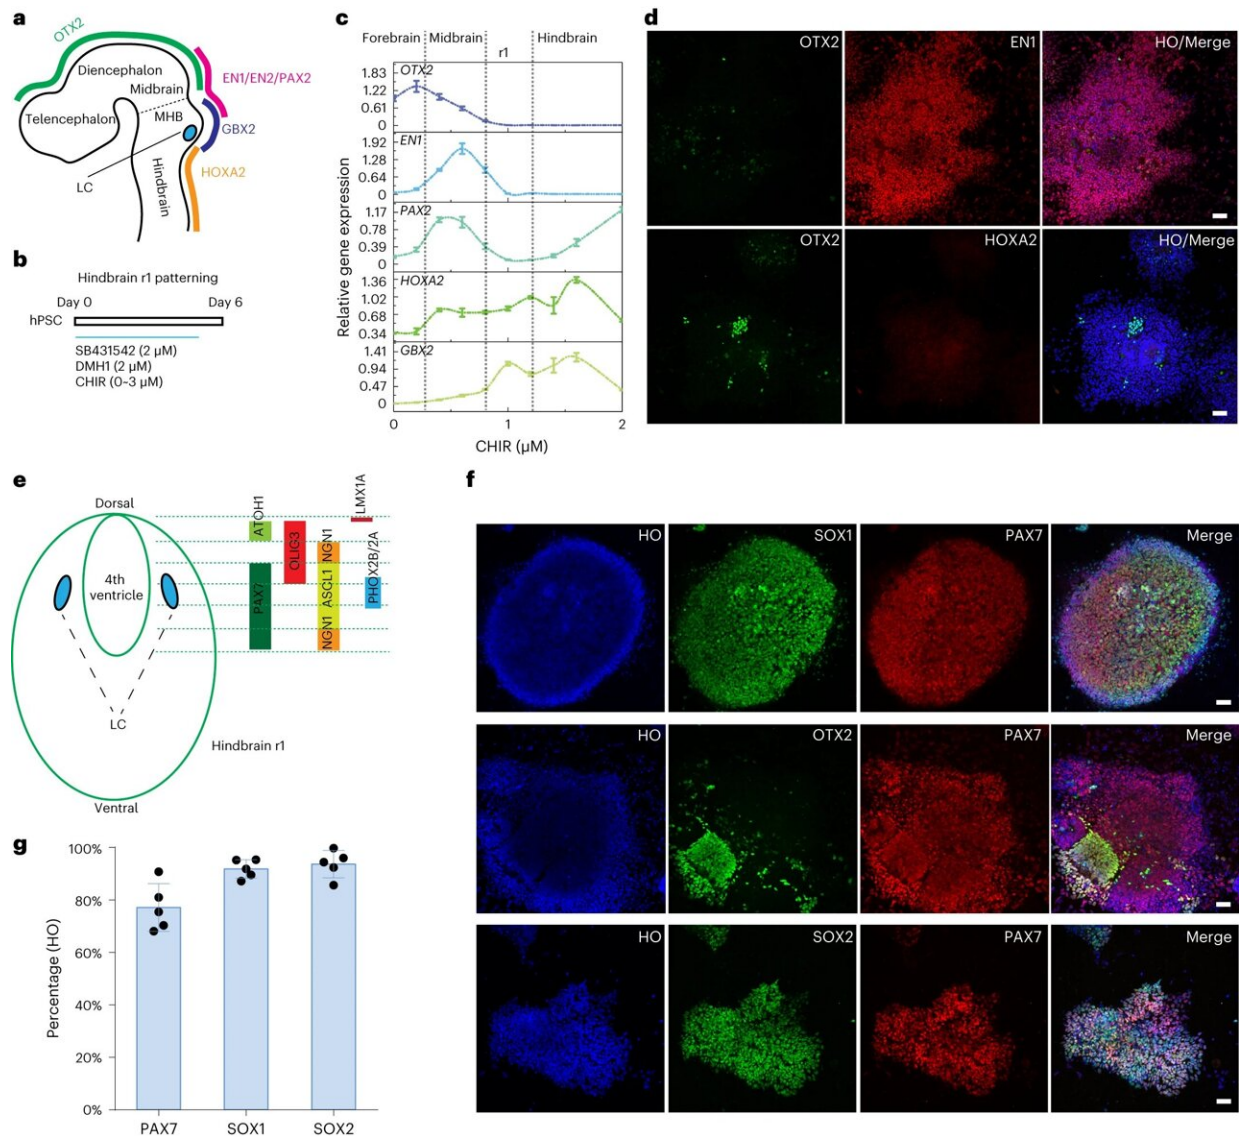 a
OTX2
Diencephalon
Midbrain
EN1/EN2/PAX2
Telencephalon
MHB
GBX2
LC
Hindbrain
HOXA2
b
Hindbrain r1 patterning
Day 0
Day 6
hPSC
SB431542 (2 µM)
DMH1 (2 µM)
CHIR (0–3 µM)
c
Forebrain
Midbrain
r1
Hindbrain
Relative gene expression
OTX2
1.83
1.22
0.61
0
EN1
1.92
1.28
0.64
0
PAX2
1.17
0.78
0.39
0
HOXA2
1.36
1.02
0.68
0.34
GBX2
1.41
0.94
0.47
0
0
1
2
CHIR (µM)
d
OTX2
EN1
HO/Merge
OTX2
HOXA2
HO/Merge
e
Dorsal
4th
ventricle
LC
Hindbrain r1
Ventral
ATOH1
OLIG3
NGN1
LMX1A
PAX7
ASCL1
PHOX2B/2A
NGN1
f
HO
SOX1
PAX7
Merge
HO
OTX2
PAX7
Merge
HO
SOX2
PAX7
Merge
g
Percentage (HO)
100%
80%
60%
40%
20%
0%
PAX7
SOX1
SOX2